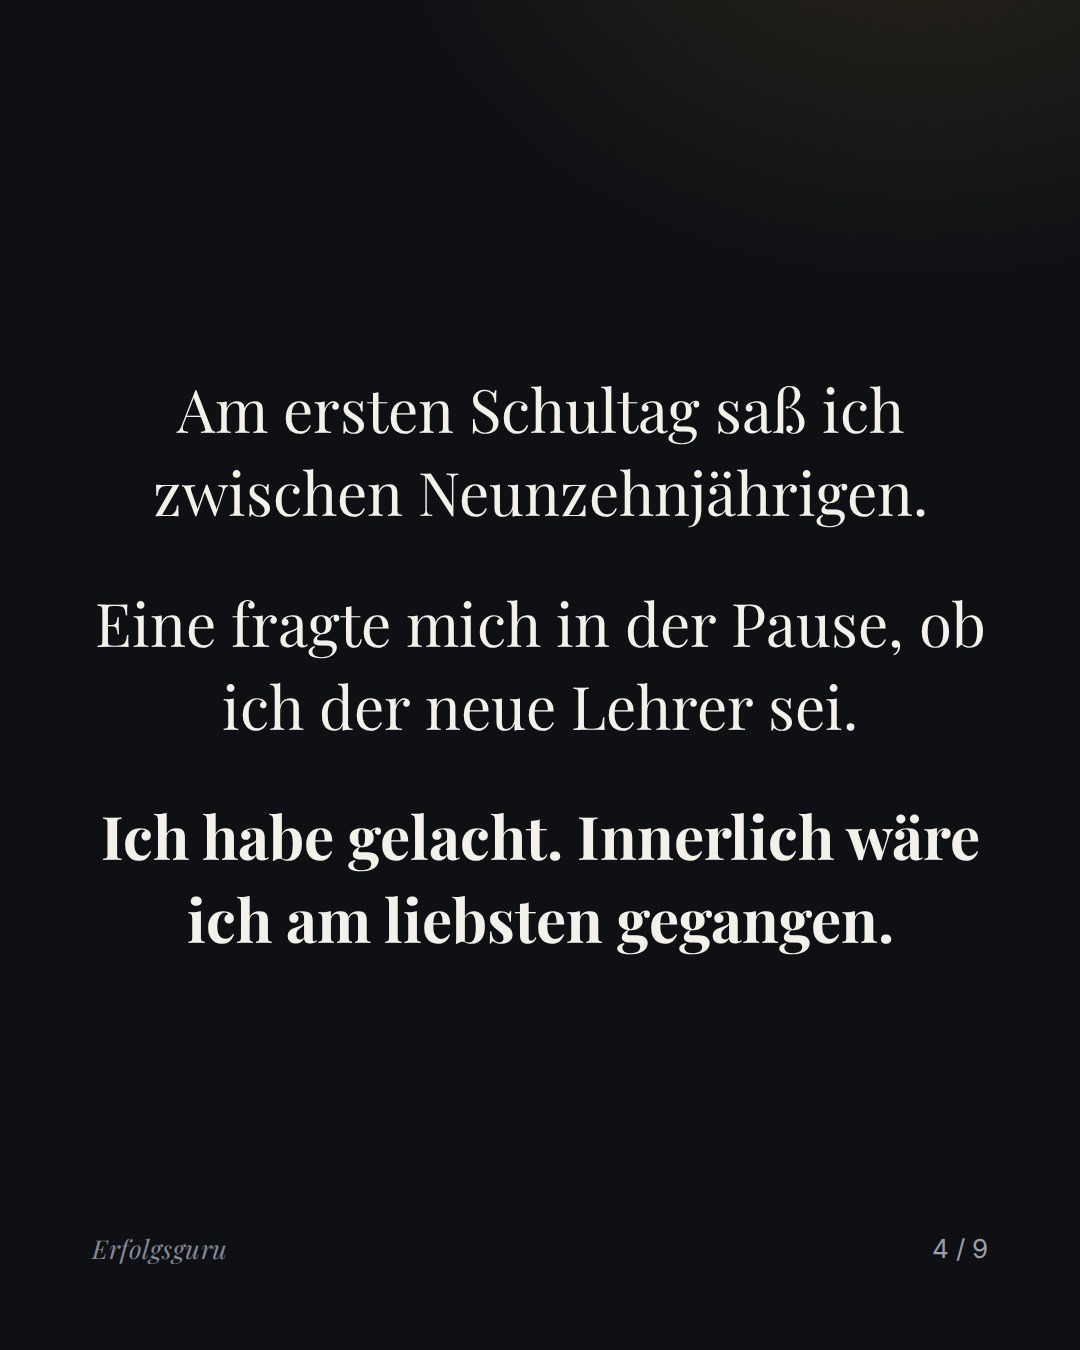 Am ersten Schultag saß ich
zwischen Neunzehnjährigen.
Eine fragte mich in der Pause, ob
ich der neue Lehrer sei.
Ich habe gelacht. Innerlich wäre
ich am liebsten gegangen.
Erfolgsguru
4 / 9